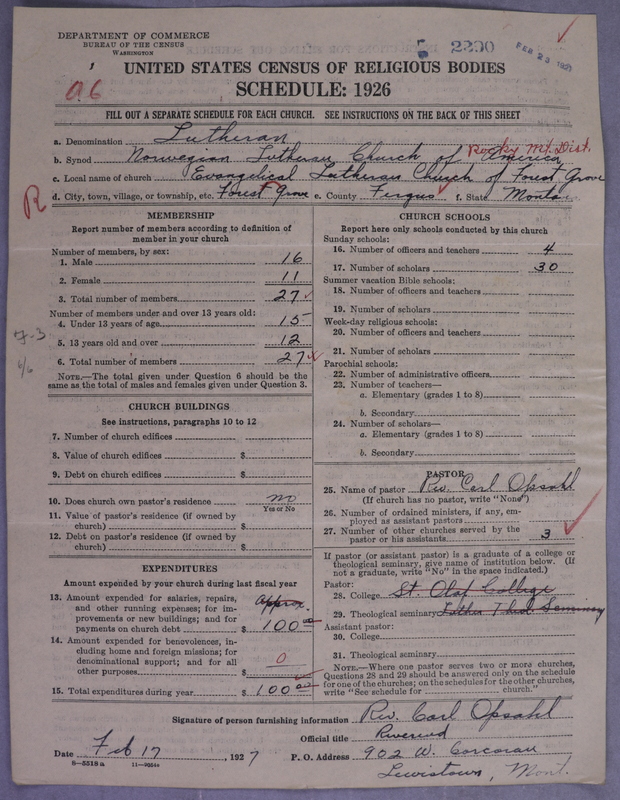 DEPARTMENT OF COMMERCE
BUREAU OF THE CENSUS
WASHINGTON
5 2290
FEB 23 1927
a6
UNITED STATES CENSUS OF RELIGIOUS BODIES
SCHEDULE: 1926
FILL OUT A SEPARATE SCHEDULE FOR EACH CHURCH. SEE INSTRUCTIONS ON THE BACK OF THIS SHEET
a. Denomination Lutheran
Rocky Mt. Dist.
b. Synod Norwegian Lutheran Church of America
c. Local name of church Evangelical Lutheran Church of Forest Grove
d. City, town, village, or township, etc. Forest Grove e. County Fergus f. State Montana
R
MEMBERSHIP
Report number of members according to definition of
member in your church
Number of members, by sex:
1. Male 16
2. Female 11
3. Total number of members 27
Number of members under and over 13 years old:
4. Under 13 years of age 15
5. 13 years old and over 12
6. Total number of members 27
NOTE.—The total given under Question 6 should be
same as the total of males and females given under Question 3.
CHURCH BUILDINGS
See instructions, paragraphs 10 to 12
7. Number of church edifices
8. Value of church edifices $
9. Debt on church edifices $
10. Does church own pastor's residence no
Yes or No
11. Value of pastor's residence (if owned by
church) $
12. Debt on pastor's residence (if owned by
church) $
EXPENDITURES
Amount expended by your church during last fiscal year
13. Amount expended for salaries, repairs,
and other running expenses; for im-
provements or new buildings; and for
payments on church debt $ approx. 100.00
14. Amount expended for benevolences, in-
cluding home and foreign missions; for
denominational support; and for all
other purposes $ 0
15. Total expenditures during year $ 100.00
CHURCH SCHOOLS
Report here only schools conducted by this church
Sunday schools:
16. Number of officers and teachers 4
17. Number of scholars 30
Summer vacation Bible schools:
18. Number of officers and teachers
19. Number of scholars
Week-day religious schools:
20. Number of officers and teachers
21. Number of scholars
Parochial schools:
22. Number of administrative officers
23. Number of teachers—
a. Elementary (grades 1 to 8)
b. Secondary
24. Number of scholars—
a. Elementary (grades 1 to 8)
b. Secondary
PASTOR
25. Name of pastor Rev. Carl Opsahl
(If church has no pastor, write "None")
26. Number of ordained ministers, if any, em-
ployed as assistant pastors
27. Number of other churches served by the
pastor or his assistants 3
If pastor (or assistant pastor) is a graduate of a college or
theological seminary, give name of institution below. (If
not a graduate, write "No" in the space indicated.)
Pastor:
28. College St. Olaf College
29. Theological seminary Luther Theol. Seminary
Assistant pastor:
30. College
31. Theological seminary
NOTE.—Where one pastor serves two or more churches,
Questions 28 and 29 should be answered only on the schedule
for one of the churches; on the schedules for the other churches,
write "See schedule for church."
Signature of person furnishing information Rev. Carl Opsahl
Official title Reverend
Date Feb 17, 1927 P. O. Address 902 W. Corcoran
8—5518a
Lewistown, Mont.